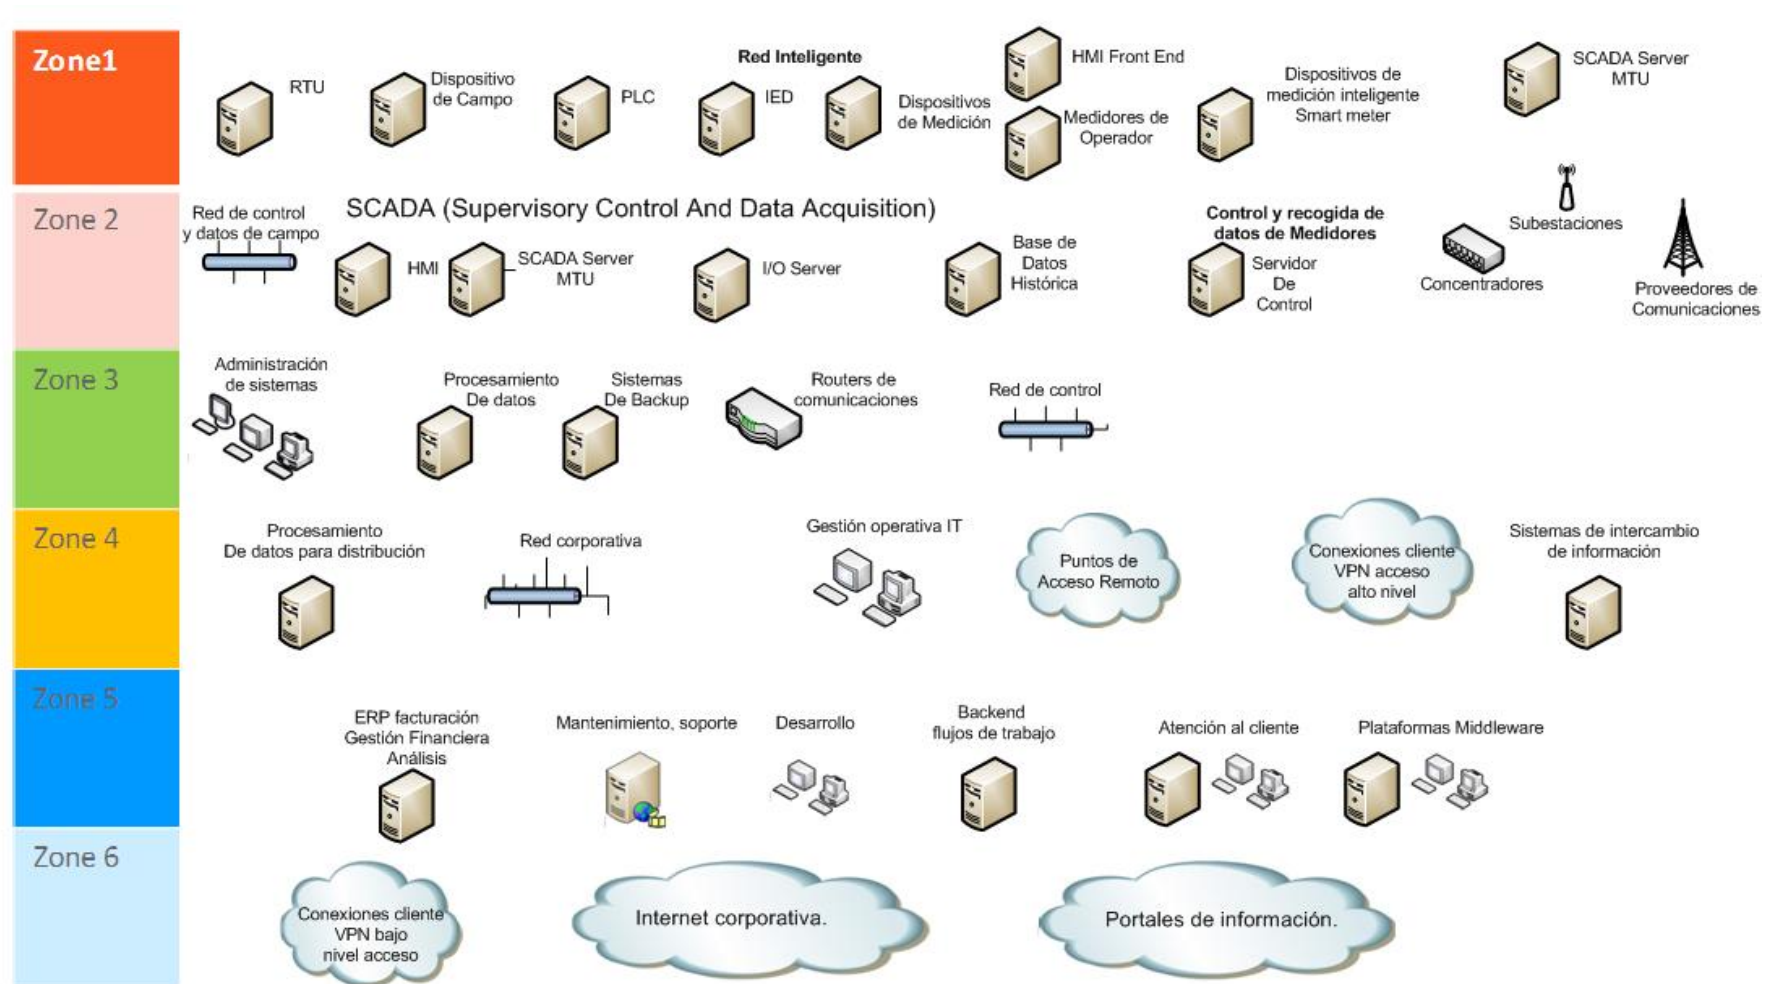 Zone1
RTU
Dispositivo
de Campo
PLC
Red Inteligente
IED
Dispositivos
de Medición
HMI Front End
Medidores de
Operador
Dispositivos de
medición inteligente
Smart meter
SCADA Server
MTU
Zone 2
Red de control
y datos de campo
SCADA (Supervisory Control And Data Acquisition)
HMI
SCADA Server
MTU
I/O Server
Base de
Datos
Histórica
Control y recogida de
datos de Medidores
Servidor
De
Control
Concentradores
Subestaciones
Proveedores de
Comunicaciones
Zone 3
Administración
de sistemas
Procesamiento
De datos
Sistemas
De Backup
Routers de
comunicaciones
Red de control
Zone 4
Procesamiento
De datos para distribución
Red corporativa
Gestión operativa IT
Puntos de
Acceso Remoto
Conexiones cliente
VPN acceso
alto nivel
Sistemas de intercambio
de información
Zone 5
ERP facturación
Gestión Financiera
Análisis
Mantenimiento, soporte
Desarrollo
Backend
flujos de trabajo
Atención al cliente
Plataformas Middleware
Zone 6
Conexiones cliente
VPN bajo
nivel acceso
Internet corporativa.
Portales de información.